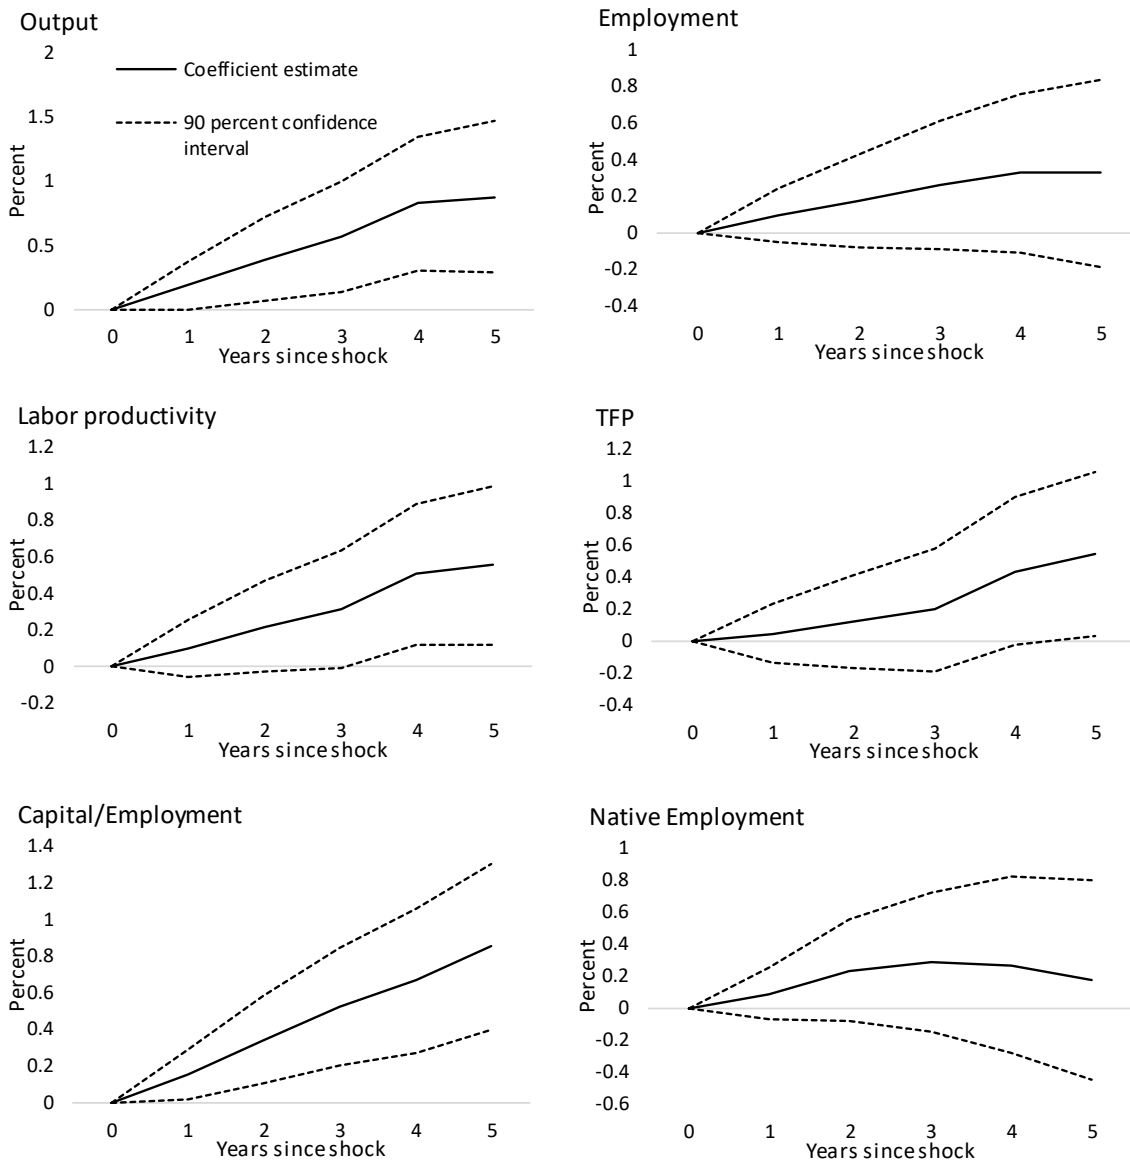 Output
2
1.5
1
0.5
0
Percent
Coefficient estimate
90 percent confidence
interval
0 1 2 3 4 5
Years since shock
Employment
1
0.8
0.6
0.4
0.2
0
-0.2
-0.4
Percent
0 1 2 3 4 5
Years since shock
Labor productivity
1.2
1
0.8
0.6
0.4
0.2
0
-0.2
Percent
0 1 2 3 4 5
Years since shock
TFP
1.2
1
0.8
0.6
0.4
0.2
0
-0.2
-0.4
Percent
0 1 2 3 4 5
Years since shock
Capital/Employment
1.4
1.2
1
0.8
0.6
0.4
0.2
0
Percent
0 1 2 3 4 5
Years since shock
Native Employment
1
0.8
0.6
0.4
0.2
0
-0.2
-0.4
-0.6
Percent
0 1 2 3 4 5
Years since shock